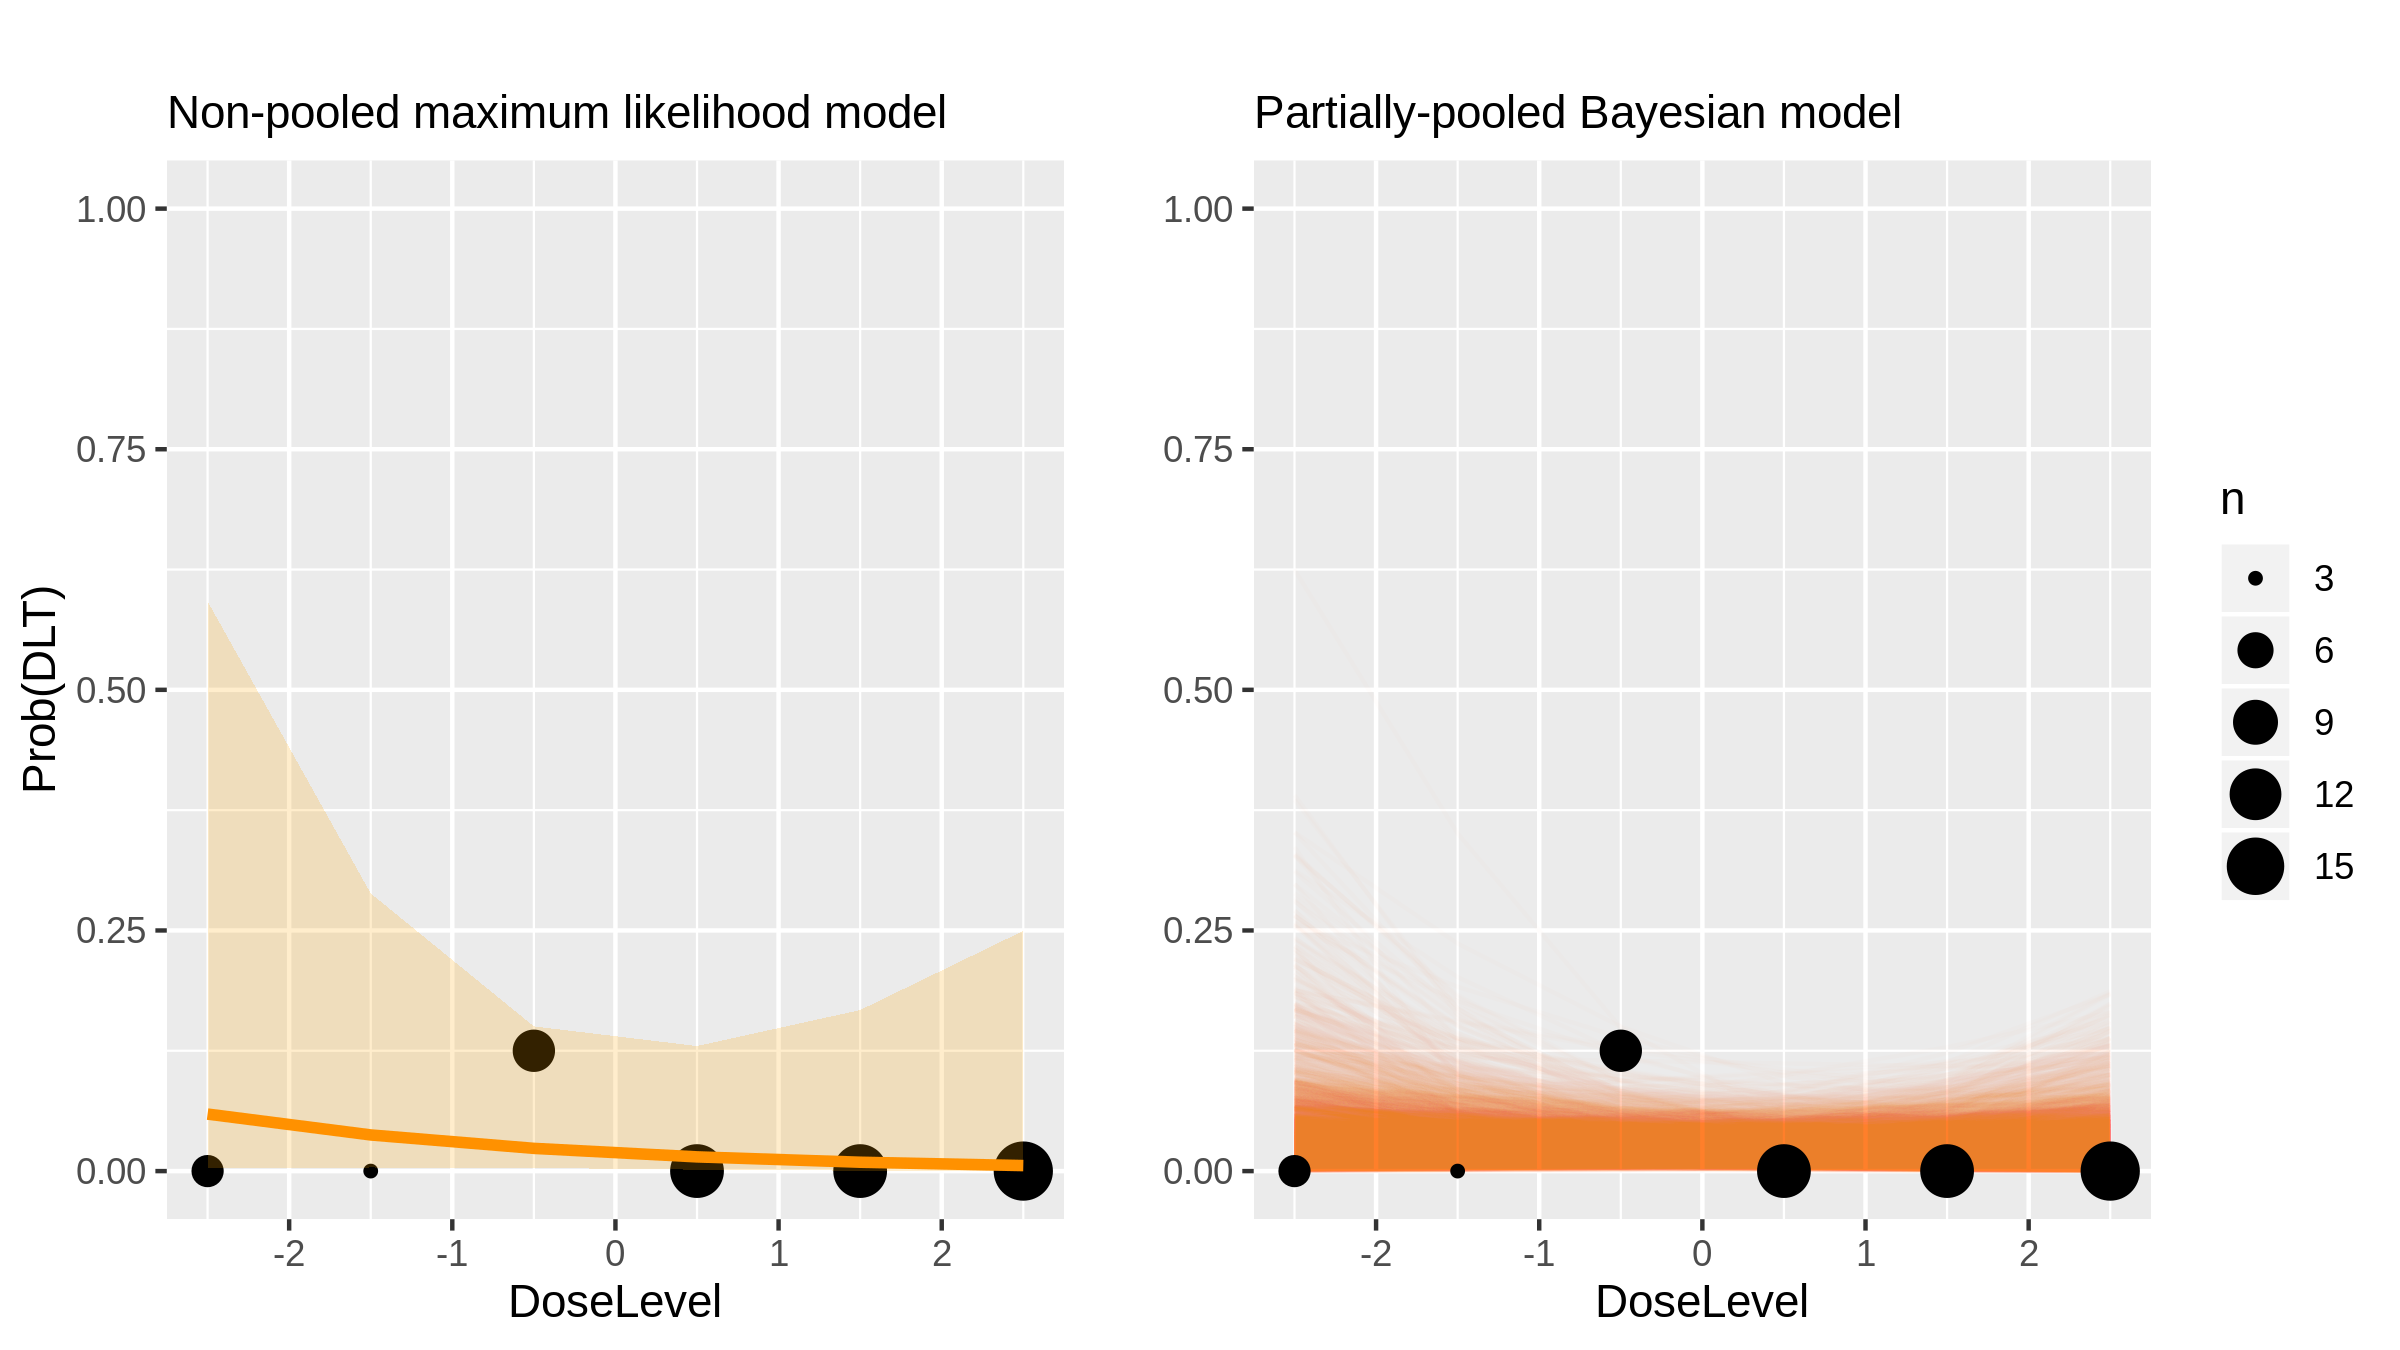 Non-pooled maximum likelihood model
Prob(DLT)
1.00
0.75
0.50
0.25
0.00
-2 -1 0 1 2
DoseLevel
Partially-pooled Bayesian model
1.00
0.75
0.50
0.25
0.00
-2 -1 0 1 2
DoseLevel
n
3
6
9
12
15